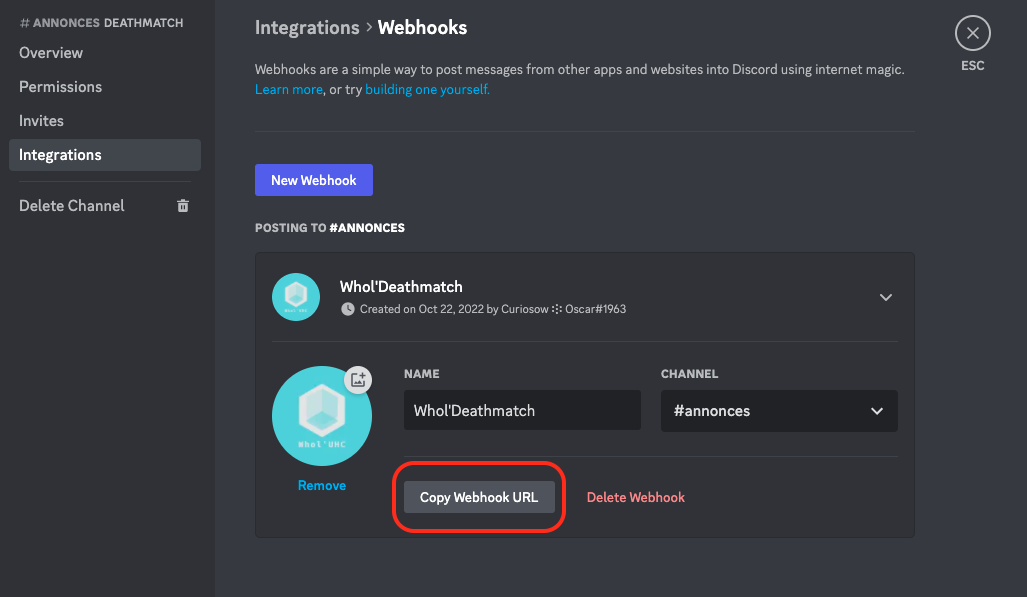 # ANNONCES DEATHMATCH
Overview
Permissions
Invites
Integrations
Delete Channel
Integrations > Webhooks
ESC
Webhooks are a simple way to post messages from other apps and websites into Discord using internet magic.
Learn more, or try building one yourself.
New Webhook
POSTING TO #ANNONCES
Whol'Deathmatch
Created on Oct 22, 2022 by Curiosow ⁘ Oscar#1963
NAME
Whol'Deathmatch
CHANNEL
#annonces
Whol'UHC
Remove
Copy Webhook URL
Delete Webhook